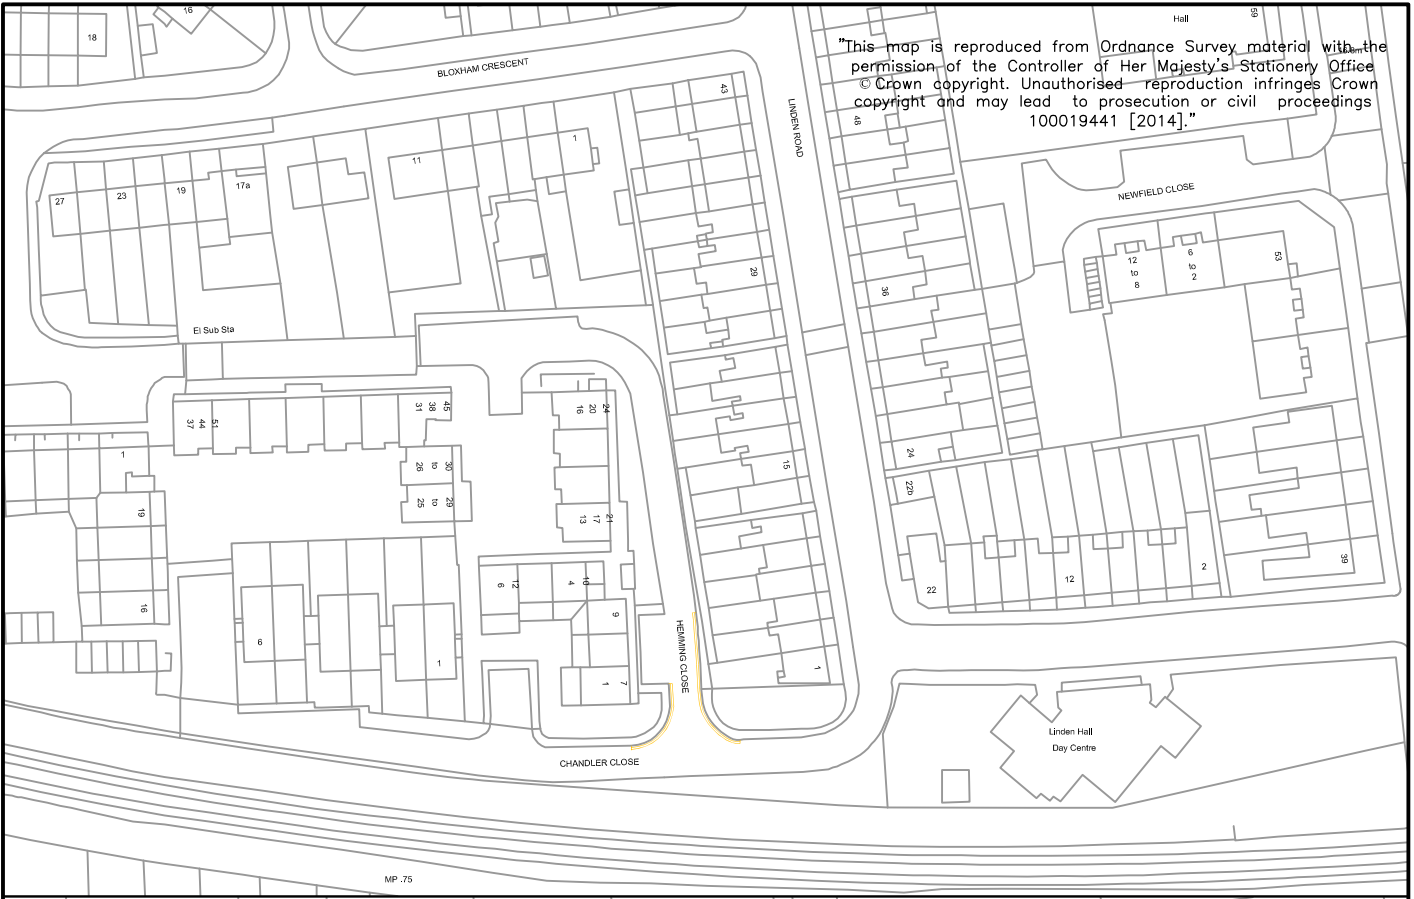 16
18
Hall
59
"This map is reproduced from Ordnance Survey material with the
permission of the Controller of Her Majesty's Stationery Office
© Crown copyright. Unauthorised reproduction infringes Crown
copyright and may lead to prosecution or civil proceedings
100019441 [2014]."
BLOXHAM CRESCENT
43
LINDEN ROAD
48
1
11
17a
19
23
27
NEWFIELD CLOSE
29
36
12
to
8
6
to
2
53
El Sub Sta
37
44
51
31
38
45
16
20
24
26
to
30
25
to
29
13
17
21
1
19
16
15
24
22b
22
12
2
39
6
12
4
10
9
6
1
1
7
HEMMING CLOSE
1
CHANDLER CLOSE
Linden Hall
Day Centre
MP .75